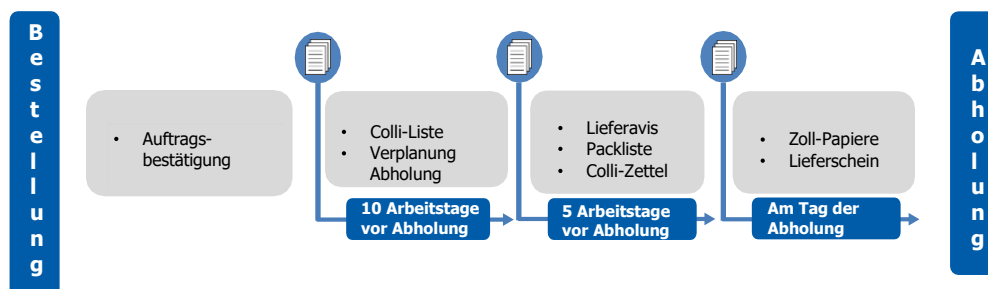 Bestellung
• Auftrags-
bestätigung
• Colli-Liste
• Verplanung
Abholung
10 Arbeitstage
vor Abholung
• Lieferavis
• Packliste
• Colli-Zettel
5 Arbeitstage
vor Abholung
• Zoll-Papiere
• Lieferschein
Am Tag der
Abholung
Abholung